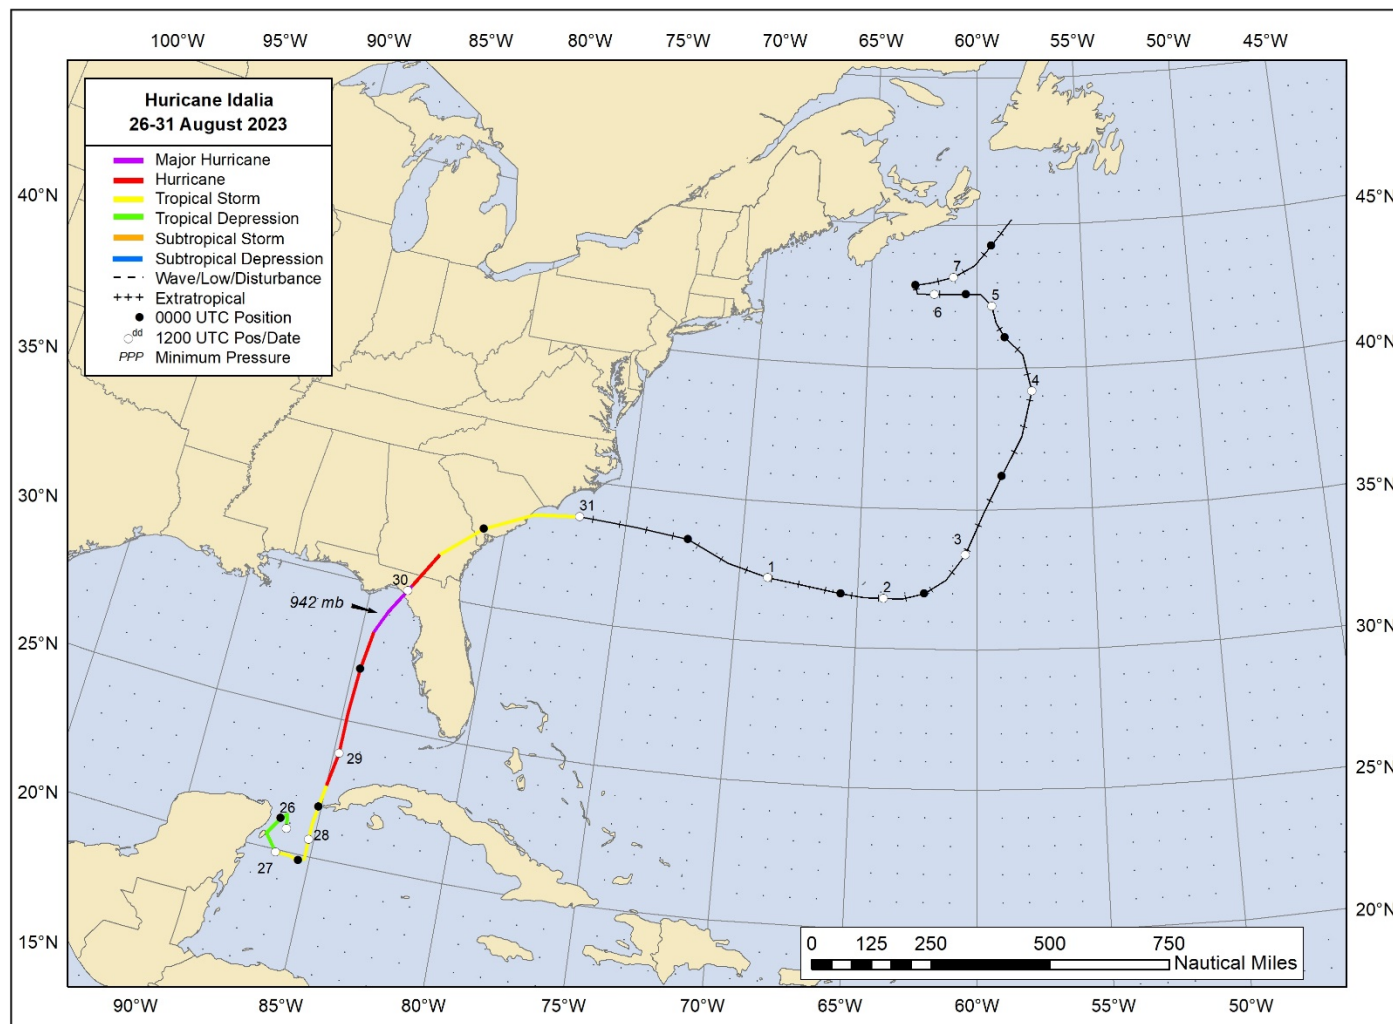 100°W 95°W 90°W 85°W 80°W 75°W 70°W 65°W 60°W 55°W 50°W 45°W
Huricane Idalia
26-31 August 2023
Major Hurricane
Hurricane
Tropical Storm
Tropical Depression
Subtropical Storm
Subtropical Depression
Wave/Low/Disturbance
Extratropical
0000 UTC Position
dd 1200 UTC Pos/Date
PPP Minimum Pressure
40°N
45°N
7
5
6
35°N
40°N
4
30°N
35°N
31
3
1
30
2
942 mb
30°N
25°N
29
25°N
20°N
26
28
27
20°N
15°N
0 125 250 500 750
Nautical Miles
90°W 85°W 80°W 75°W 70°W 65°W 60°W 55°W 50°W